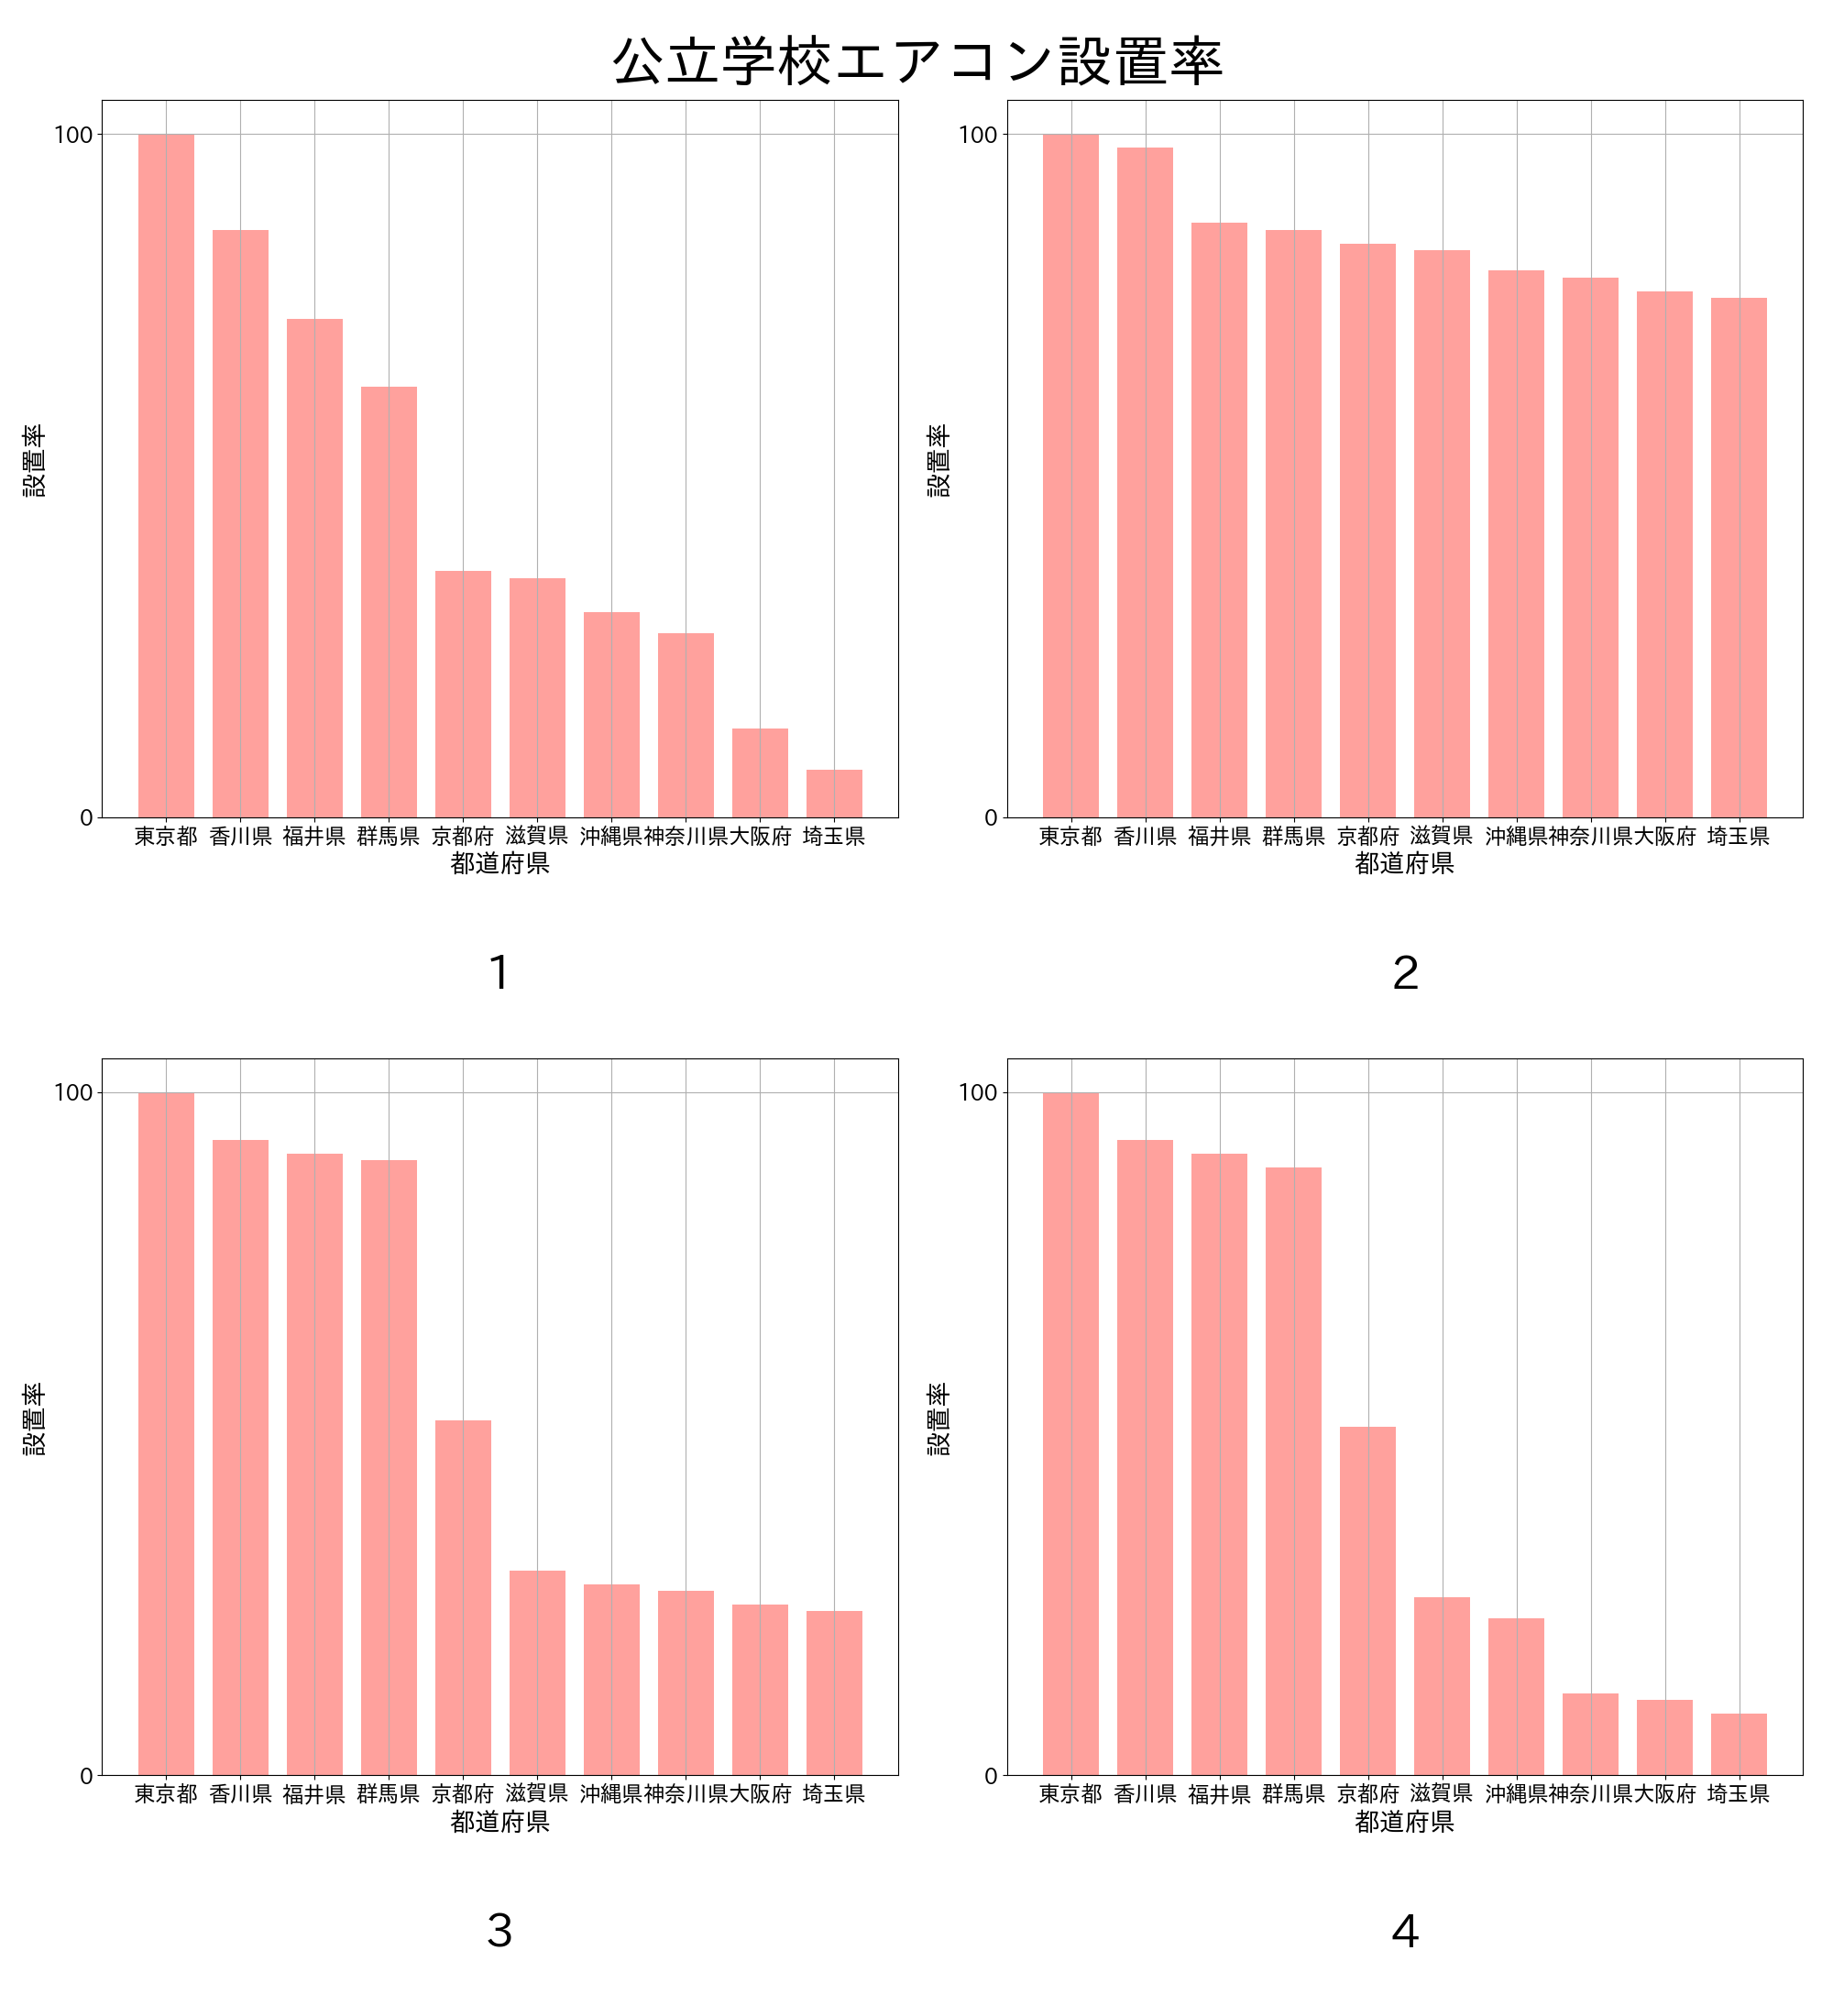 公立学校エアコン設置率
100
0
設置率
東京都 香川県 福井県 群馬県 京都府 滋賀県 沖縄県 神奈川県 大阪府 埼玉県
都道府県
1
100
0
設置率
東京都 香川県 福井県 群馬県 京都府 滋賀県 沖縄県 神奈川県 大阪府 埼玉県
都道府県
2
100
0
設置率
東京都 香川県 福井県 群馬県 京都府 滋賀県 沖縄県 神奈川県 大阪府 埼玉県
都道府県
3
100
0
設置率
東京都 香川県 福井県 群馬県 京都府 滋賀県 沖縄県 神奈川県 大阪府 埼玉県
都道府県
4